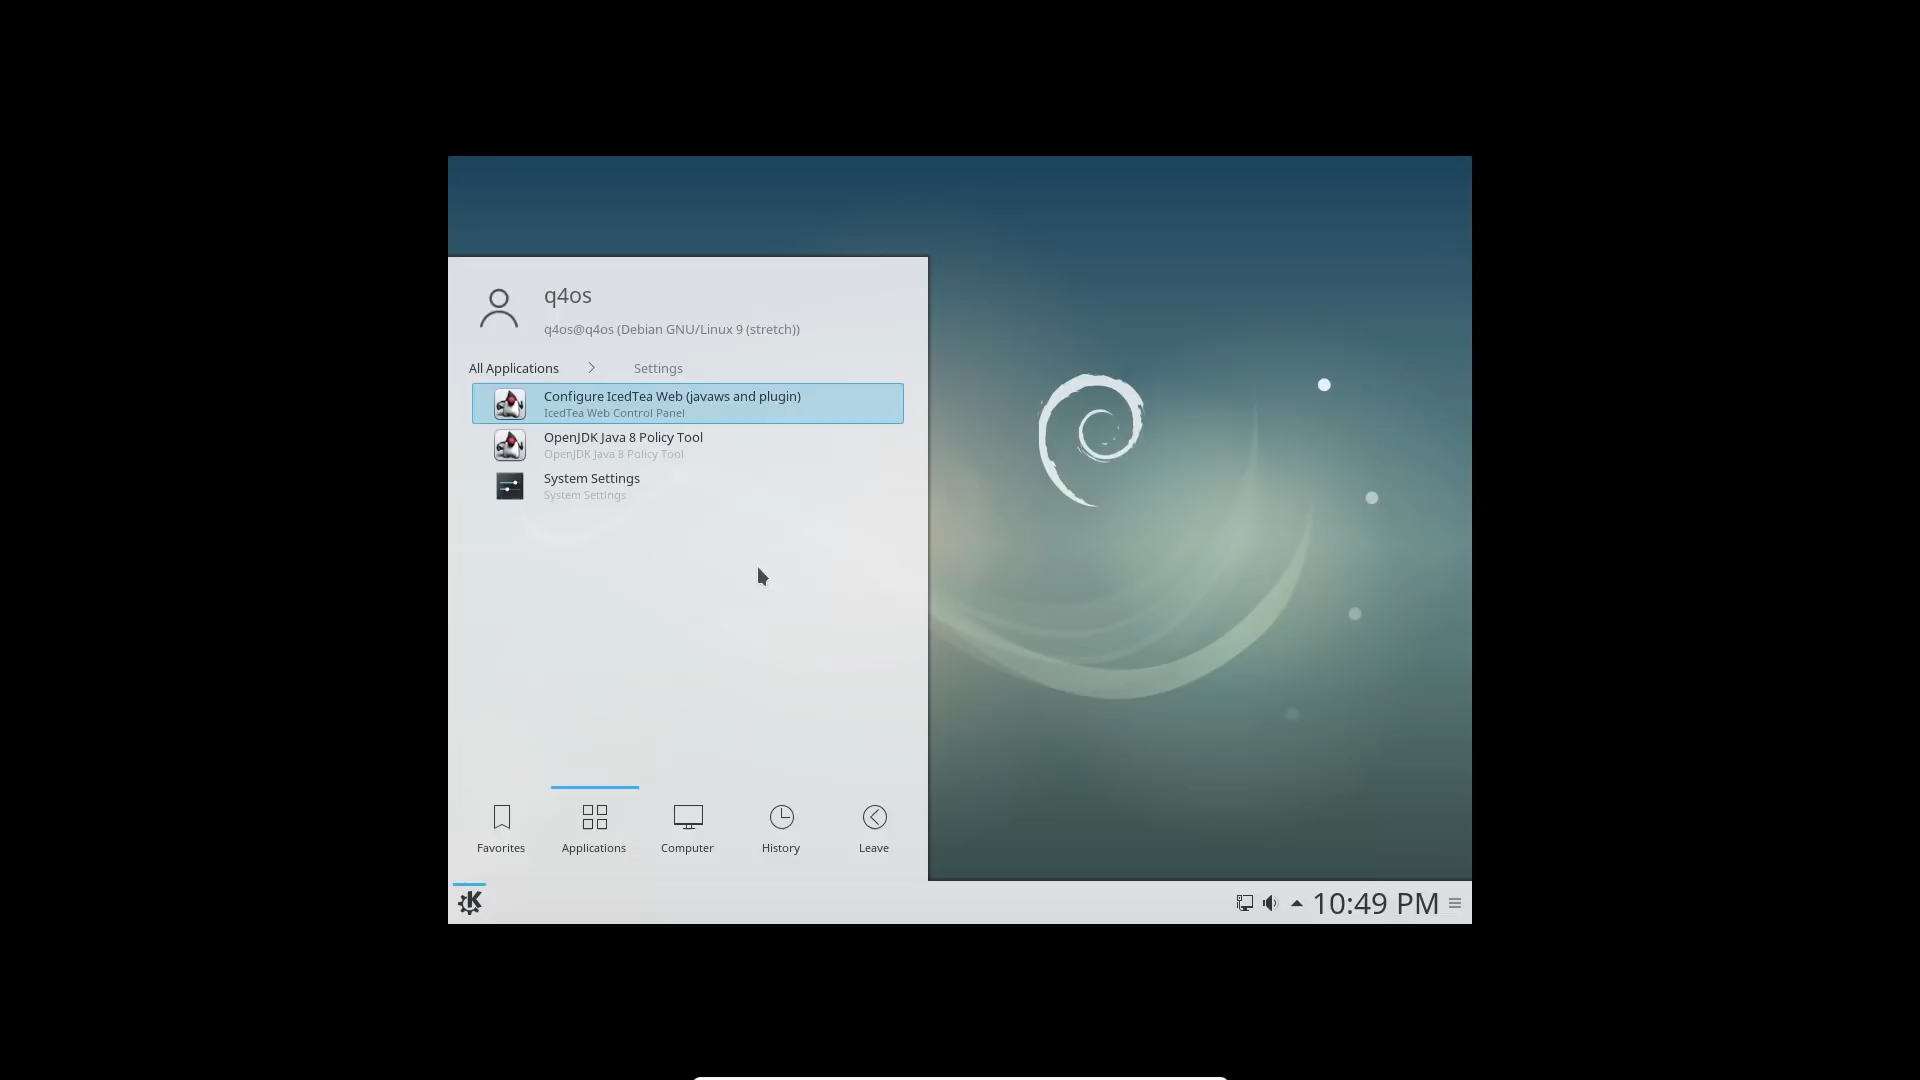 q4os
q4os@q4os (Debian GNU/Linux 9 (stretch))
All Applications > Settings
Configure IcedTea Web (javaws and plugin)
IcedTea Web Control Panel
OpenJDK Java 8 Policy Tool
OpenJDK Java 8 Policy Tool
System Settings
System Settings
Favorites Applications Computer History Leave
10:49 PM